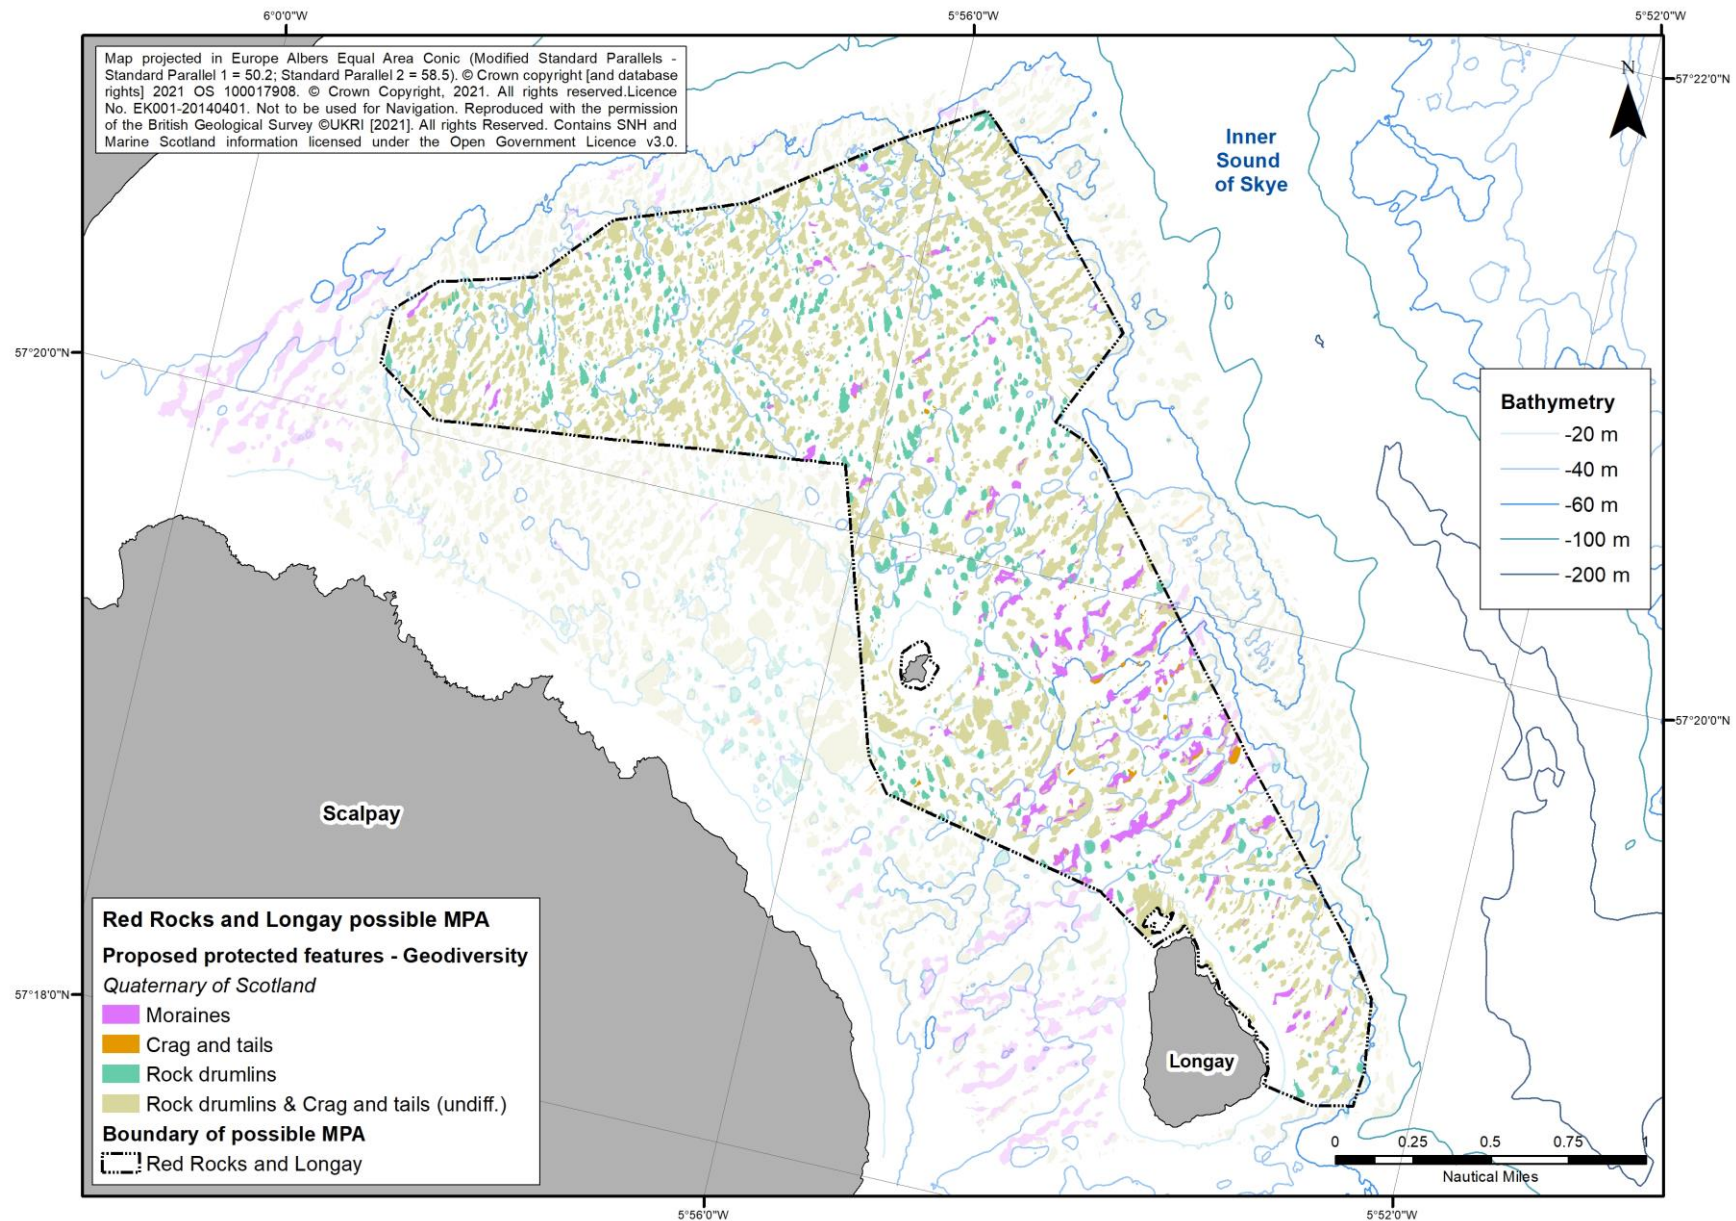 6°0'0"W
5°56'0"W
5°52'0"W
Map projected in Europe Albers Equal Area Conic (Modified Standard Parallels -
Standard Parallel 1 = 50.2; Standard Parallel 2 = 58.5). © Crown copyright [and database
rights] 2021 OS 100017908. © Crown Copyright, 2021. All rights reserved.Licence
No. EK001-20140401. Not to be used for Navigation. Reproduced with the permission
of the British Geological Survey ©UKRI [2021]. All rights Reserved. Contains SNH and
Marine Scotland information licensed under the Open Government Licence v3.0.
N
57°22'0"N
Inner
Sound
of Skye
57°20'0"N
Bathymetry
-20 m
-40 m
-60 m
-100 m
-200 m
57°20'0"N
Scalpay
Red Rocks and Longay possible MPA
Proposed protected features - Geodiversity
Quaternary of Scotland
Moraines
Crag and tails
Rock drumlins
Rock drumlins & Crag and tails (undiff.)
Boundary of possible MPA
Red Rocks and Longay
57°18'0"N
Longay
0 0.25 0.5 0.75 1
Nautical Miles
5°56'0"W
5°52'0"W